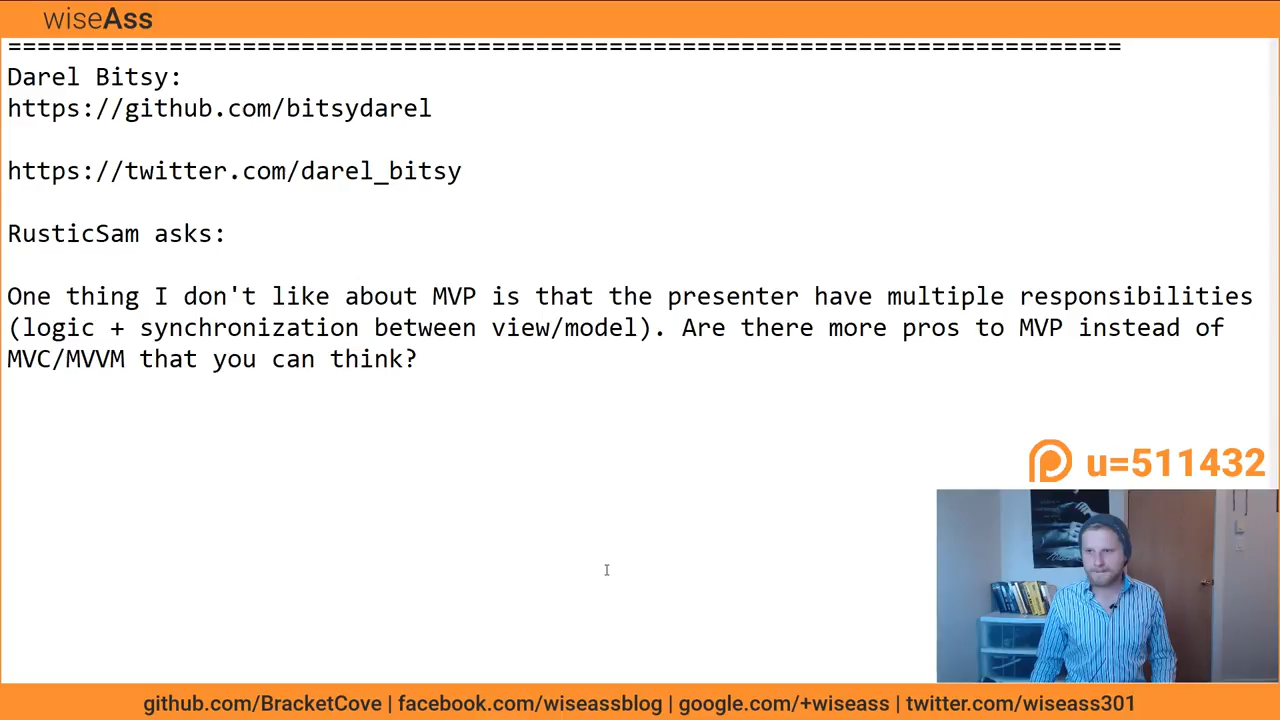 wiseAss
================================================================================
Darel Bitsy:
https://github.com/bitsydarel
https://twitter.com/darel_bitsy
RusticSam asks:
One thing I don't like about MVP is that the presenter have multiple responsibilities
(logic + synchronization between view/model). Are there more pros to MVP instead of
MVC/MVVM that you can think?
u=511432
github.com/BracketCove | facebook.com/wiseassblog | google.com/+wiseass | twitter.com/wiseass301